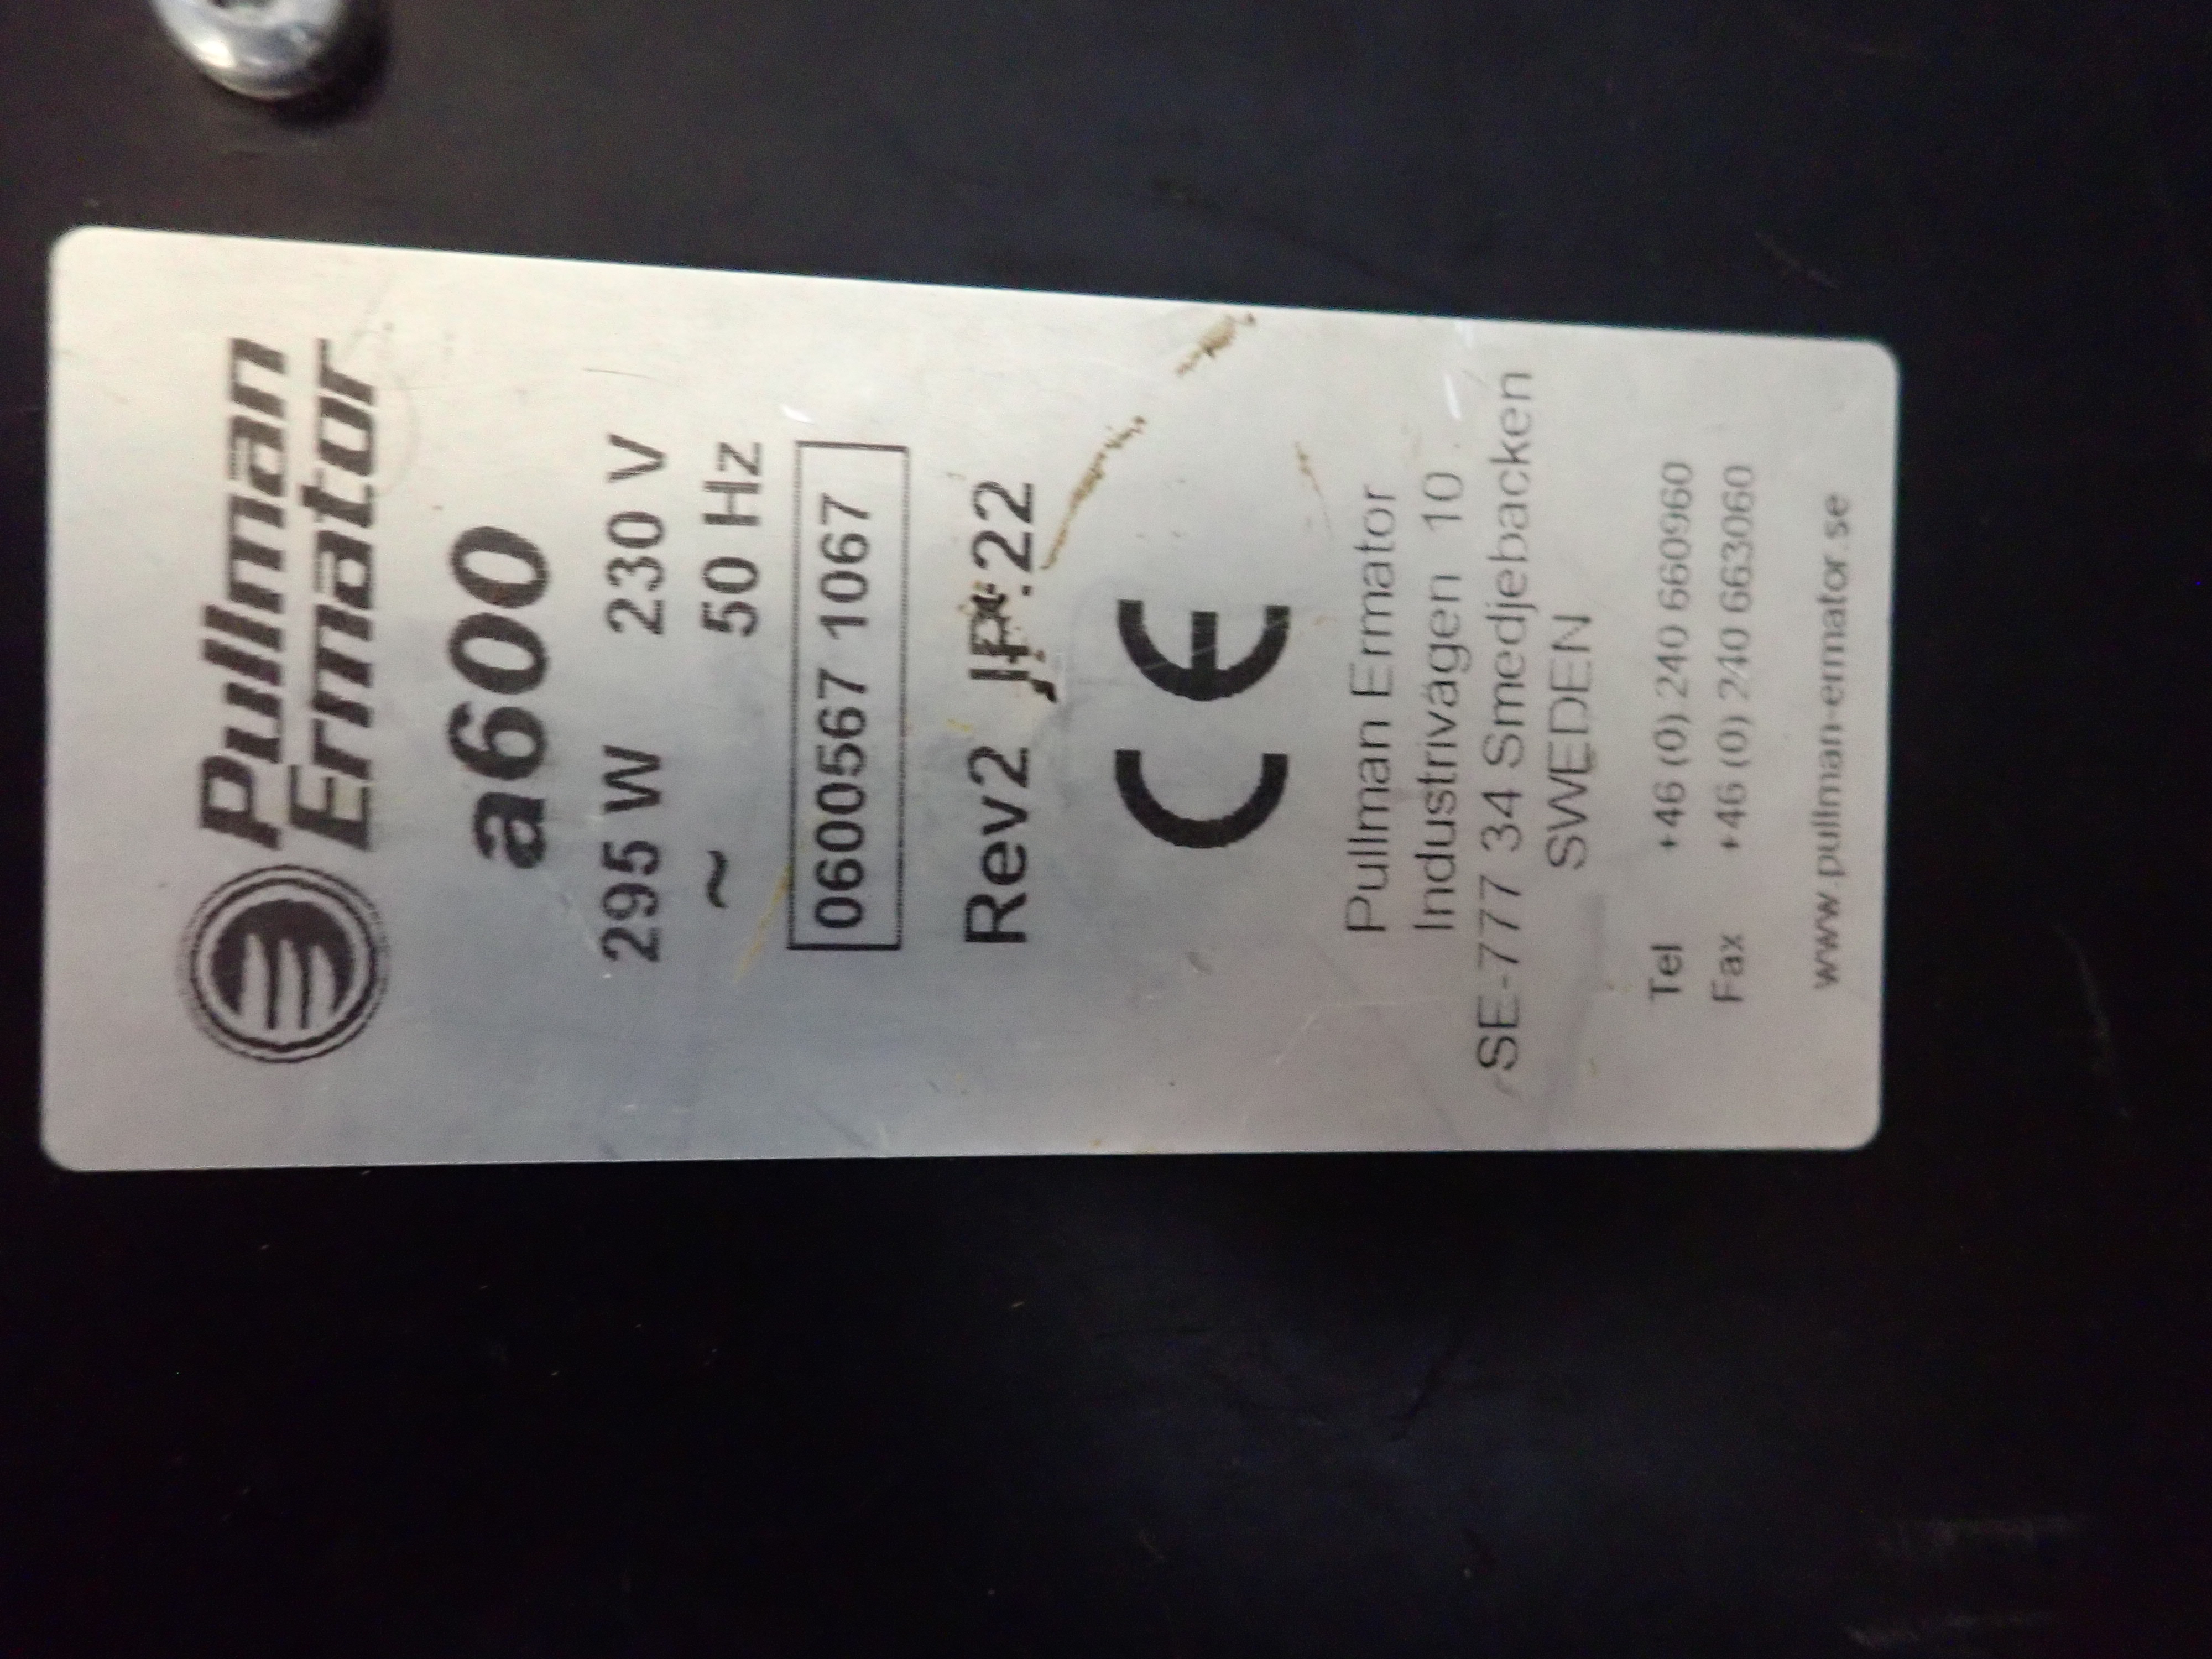 Pullman
Ermator
a600
295 W 230 V
~ 50 Hz
0600567 1067
Rev2 :22
CE
Pullman Ermator
Industrivägen 10
SE-777 34 Smedjebacken
SWEDEN
Tel +46 (0) 240 660960
Fax +46 (0) 240 663060
www.pullman-ermator.se